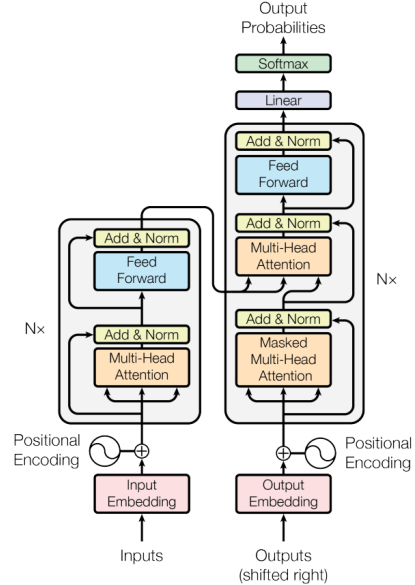 Output
Probabilities
Softmax
Linear
Add & Norm
Feed
Forward
Add & Norm
Multi-Head
Attention
Nx
Add & Norm
Masked
Multi-Head
Attention
Add & Norm
Feed
Forward
Nx
Add & Norm
Multi-Head
Attention
Positional
Encoding
Positional
Encoding
Input
Embedding
Output
Embedding
Inputs
Outputs
(shifted right)